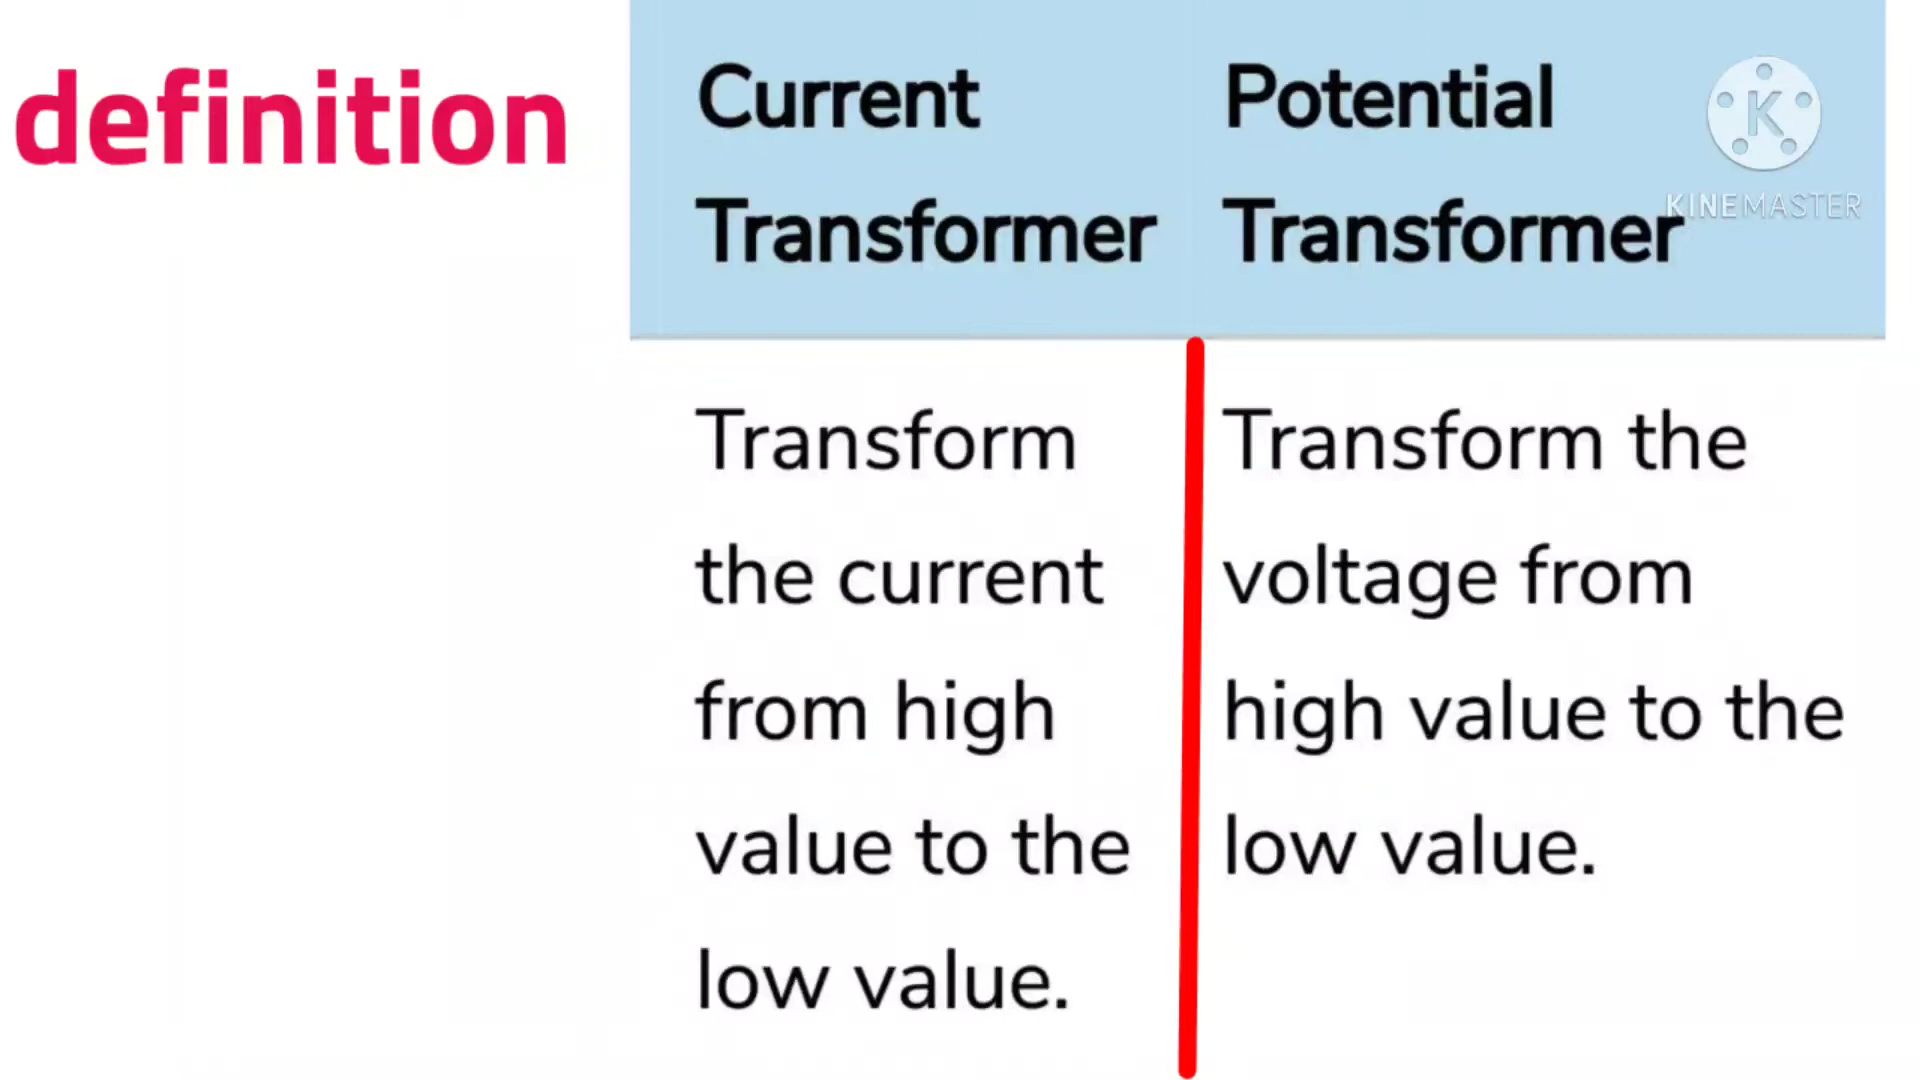 definition
Current
Transformer
Potential
Transformer
K
KINEMASTER
Transform
the current
from high
value to the
low value.
Transform the
voltage from
high value to the
low value.